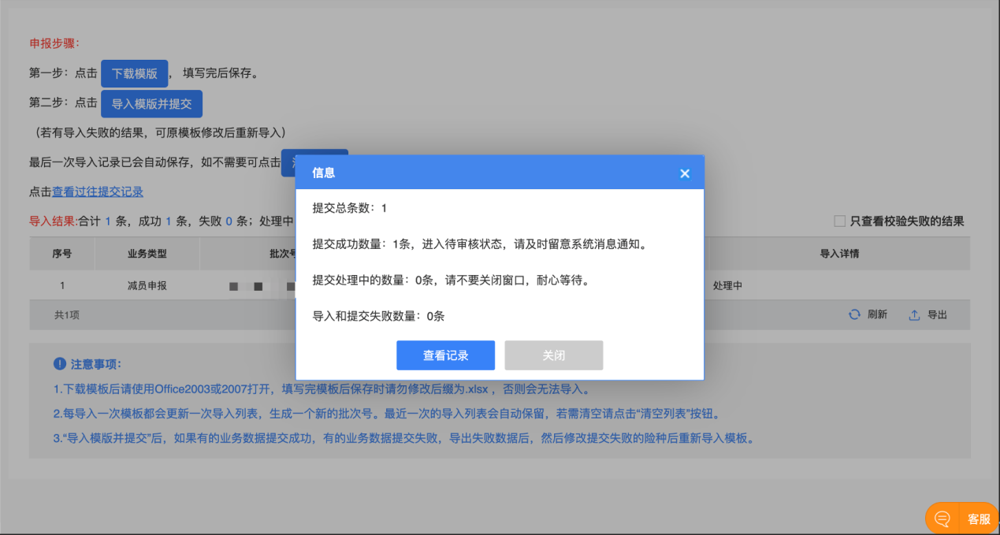 申报步骤：
第一步：点击 下载模版 ， 填写完后保存。
第二步：点击 导入模版并提交
（若有导入失败的结果，可原模板修改后重新导入）
最后一次导入记录已会自动保存，如不需要可点击
点击查看过往提交记录
导入结果:合计 1 条，成功 1 条，失败 0 条；处理中
只查看校验失败的结果
序号 业务类型 批次号 导入详情
1 减员申报 处理中
共1项 刷新 导出
信息
提交总条数：1
提交成功数量：1条，进入待审核状态，请及时留意系统消息通知。
提交处理中的数量：0条，请不要关闭窗口，耐心等待。
导入和提交失败数量：0条
查看记录 关闭
注意事项：
1.下载模板后请使用Office2003或2007打开，填写完模板后保存时请勿修改后缀为.xlsx ，否则会无法导入。
2.每导入一次模板都会更新一次导入列表，生成一个新的批次号。最近一次的导入列表会自动保留，若需清空请点击“清空列表”按钮。
3.“导入模版并提交”后，如果有的业务数据提交成功，有的业务数据提交失败，导出失败数据后，然后修改提交失败的险种后重新导入模板。
客服